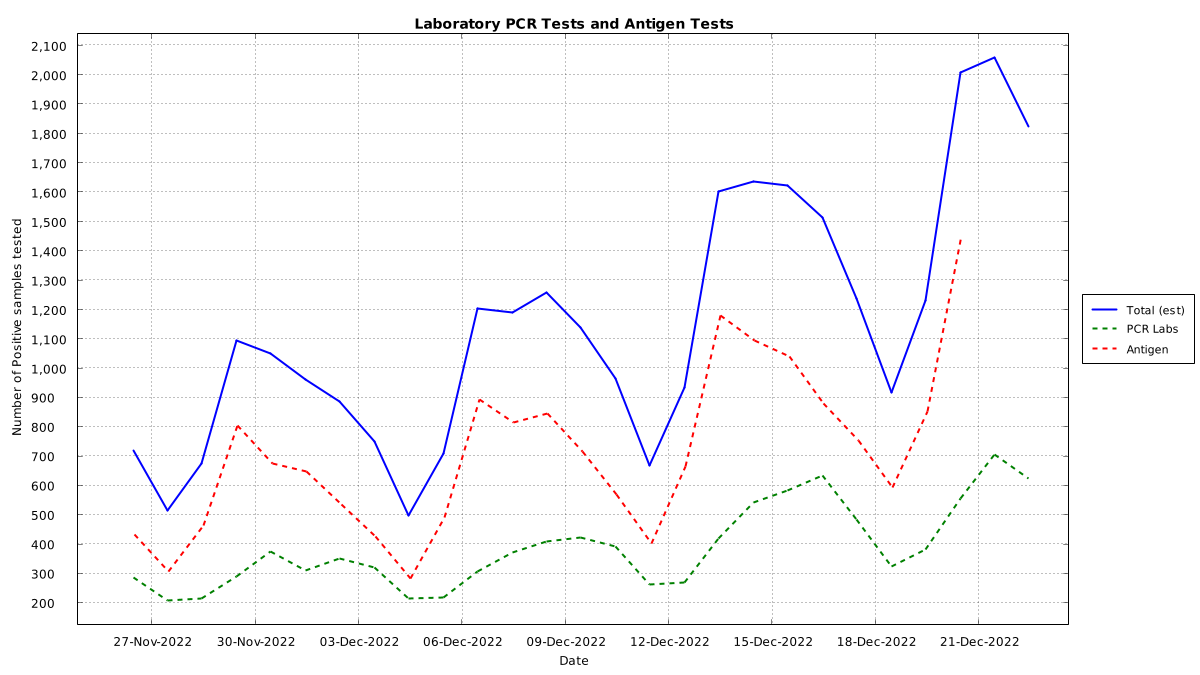 Laboratory PCR Tests and Antigen Tests
Number of Positive samples tested
2,100
2,000
1,900
1,800
1,700
1,600
1,500
1,400
1,300
1,200
1,100
1,000
900
800
700
600
500
400
300
200
27-Nov-2022 30-Nov-2022 03-Dec-2022 06-Dec-2022 09-Dec-2022 12-Dec-2022 15-Dec-2022 18-Dec-2022 21-Dec-2022
Date
Total (est)
PCR Labs
Antigen